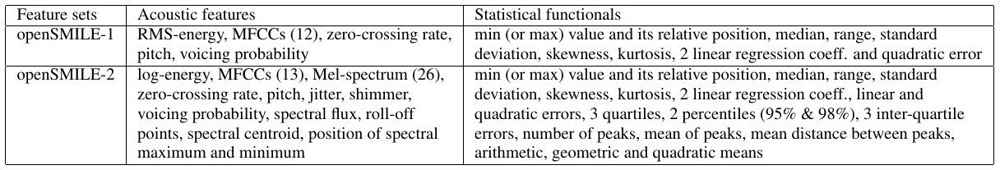 Feature sets Acoustic features Statistical functionals
openSMILE-1 RMS-energy, MFCCs (12), zero-crossing rate, min (or max) value and its relative position, median, range, standard
pitch, voicing probability deviation, skewness, kurtosis, 2 linear regression coeff. and quadratic error
openSMILE-2 log-energy, MFCCs (13), Mel-spectrum (26), min (or max) value and its relative position, median, range, standard
zero-crossing rate, pitch, jitter, shimmer, deviation, skewness, kurtosis, 2 linear regression coeff., linear and
voicing probability, spectral flux, roll-off quadratic errors, 3 quartiles, 2 percentiles (95% & 98%), 3 inter-quartile
points, spectral centroid, position of spectral errors, number of peaks, mean of peaks, mean distance between peaks,
maximum and minimum arithmetic, geometric and quadratic means